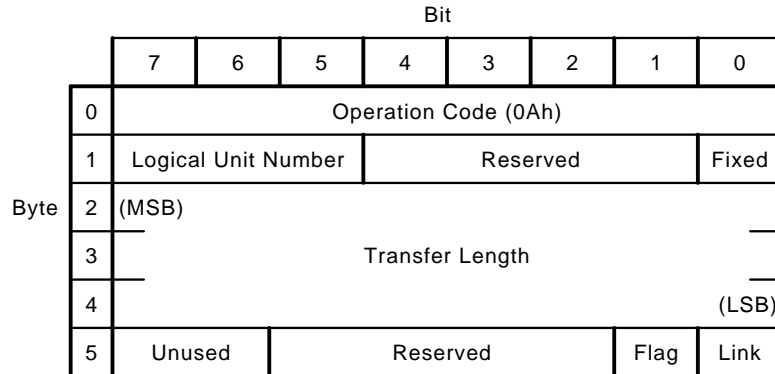 Bit
7 6 5 4 3 2 1 0
0 Operation Code (0Ah)
1 Logical Unit Number Reserved Fixed
Byte 2 (MSB)
3 Transfer Length
4 (LSB)
5 Unused Reserved Flag Link